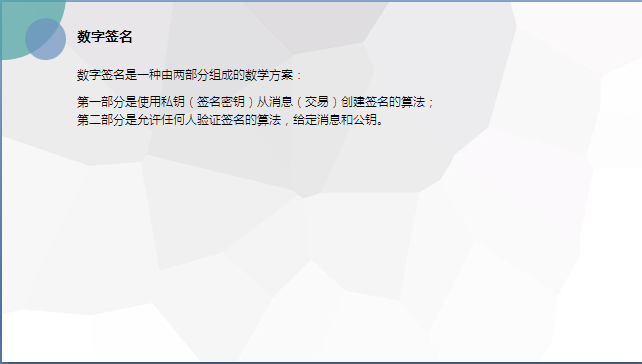 数字签名
数字签名是一种由两部分组成的数学方案：
第一部分是使用私钥（签名密钥）从消息（交易）创建签名的算法；
第二部分是允许任何人验证签名的算法，给定消息和公钥。